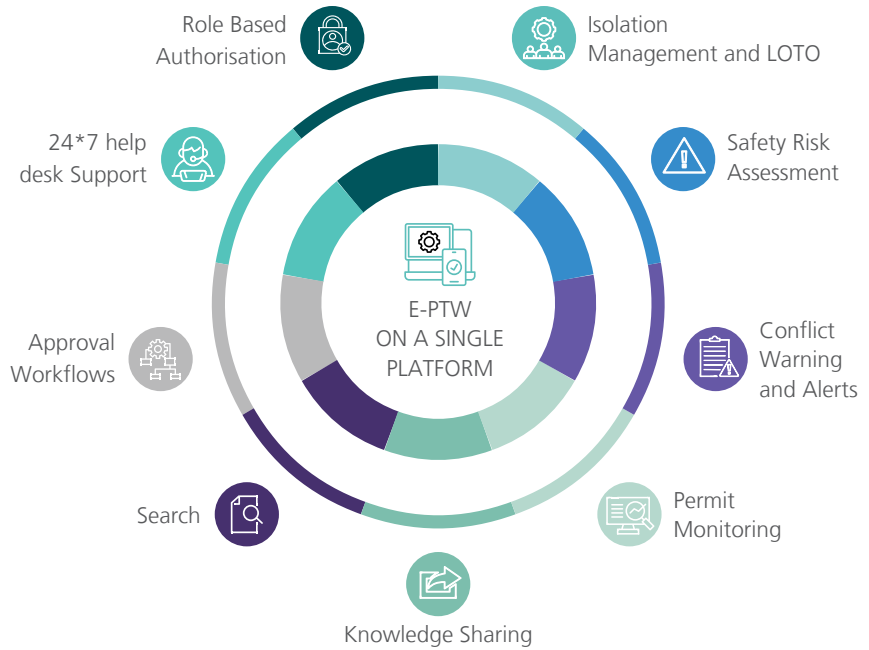 Role Based
Authorisation
Isolation
Management and LOTO
24*7 help
desk Support
Safety Risk
Assessment
E-PTW
ON A SINGLE
PLATFORM
Approval
Workflows
Conflict
Warning
and Alerts
Search
Permit
Monitoring
Knowledge Sharing